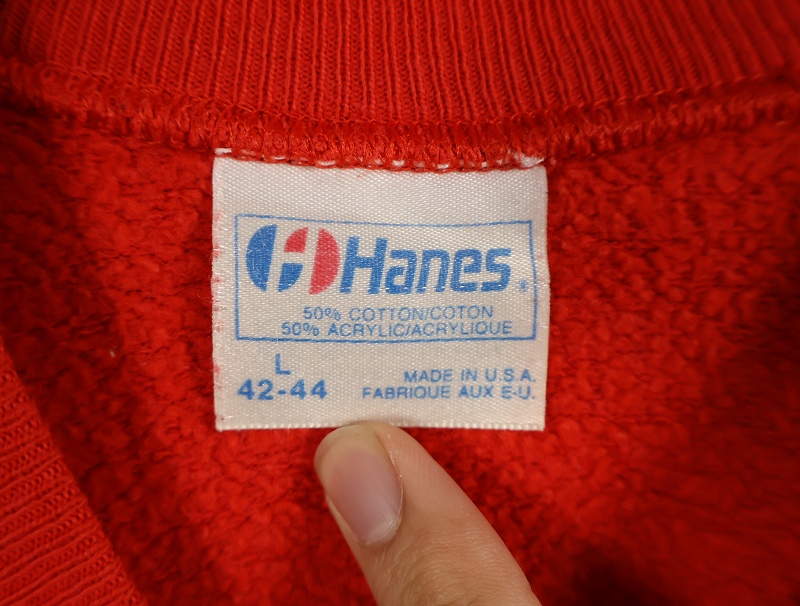 Hanes®
50% COTTON/COTON
50% ACRYLIC/ACRYLIQUE
L
42-44
MADE IN U.S.A.
FABRIQUE AUX E-U.